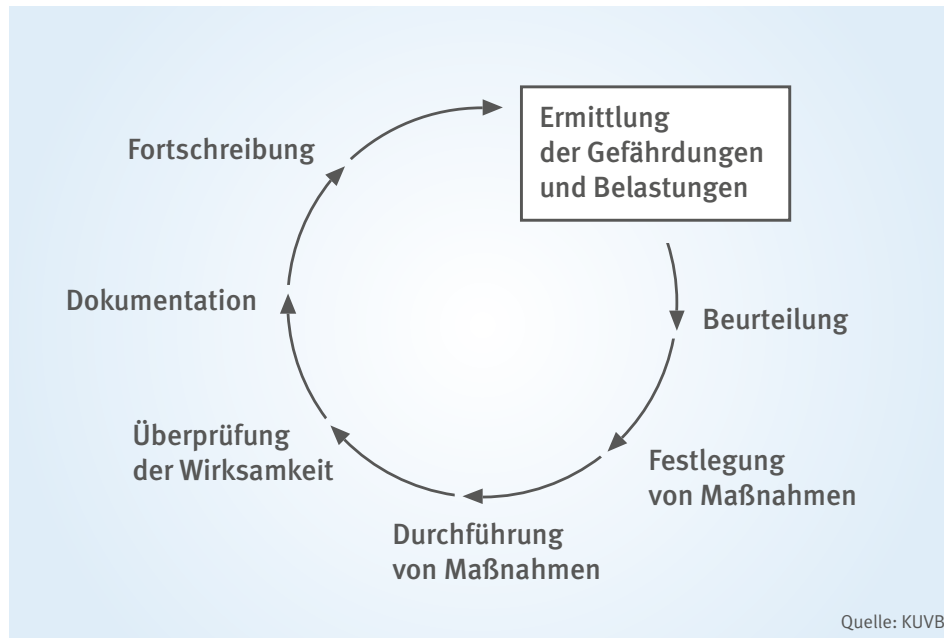 Ermittlung
der Gefährdungen
und Belastungen
Beurteilung
Festlegung
von Maßnahmen
Durchführung
von Maßnahmen
Überprüfung
der Wirksamkeit
Dokumentation
Fortschreibung
Quelle: KUVB